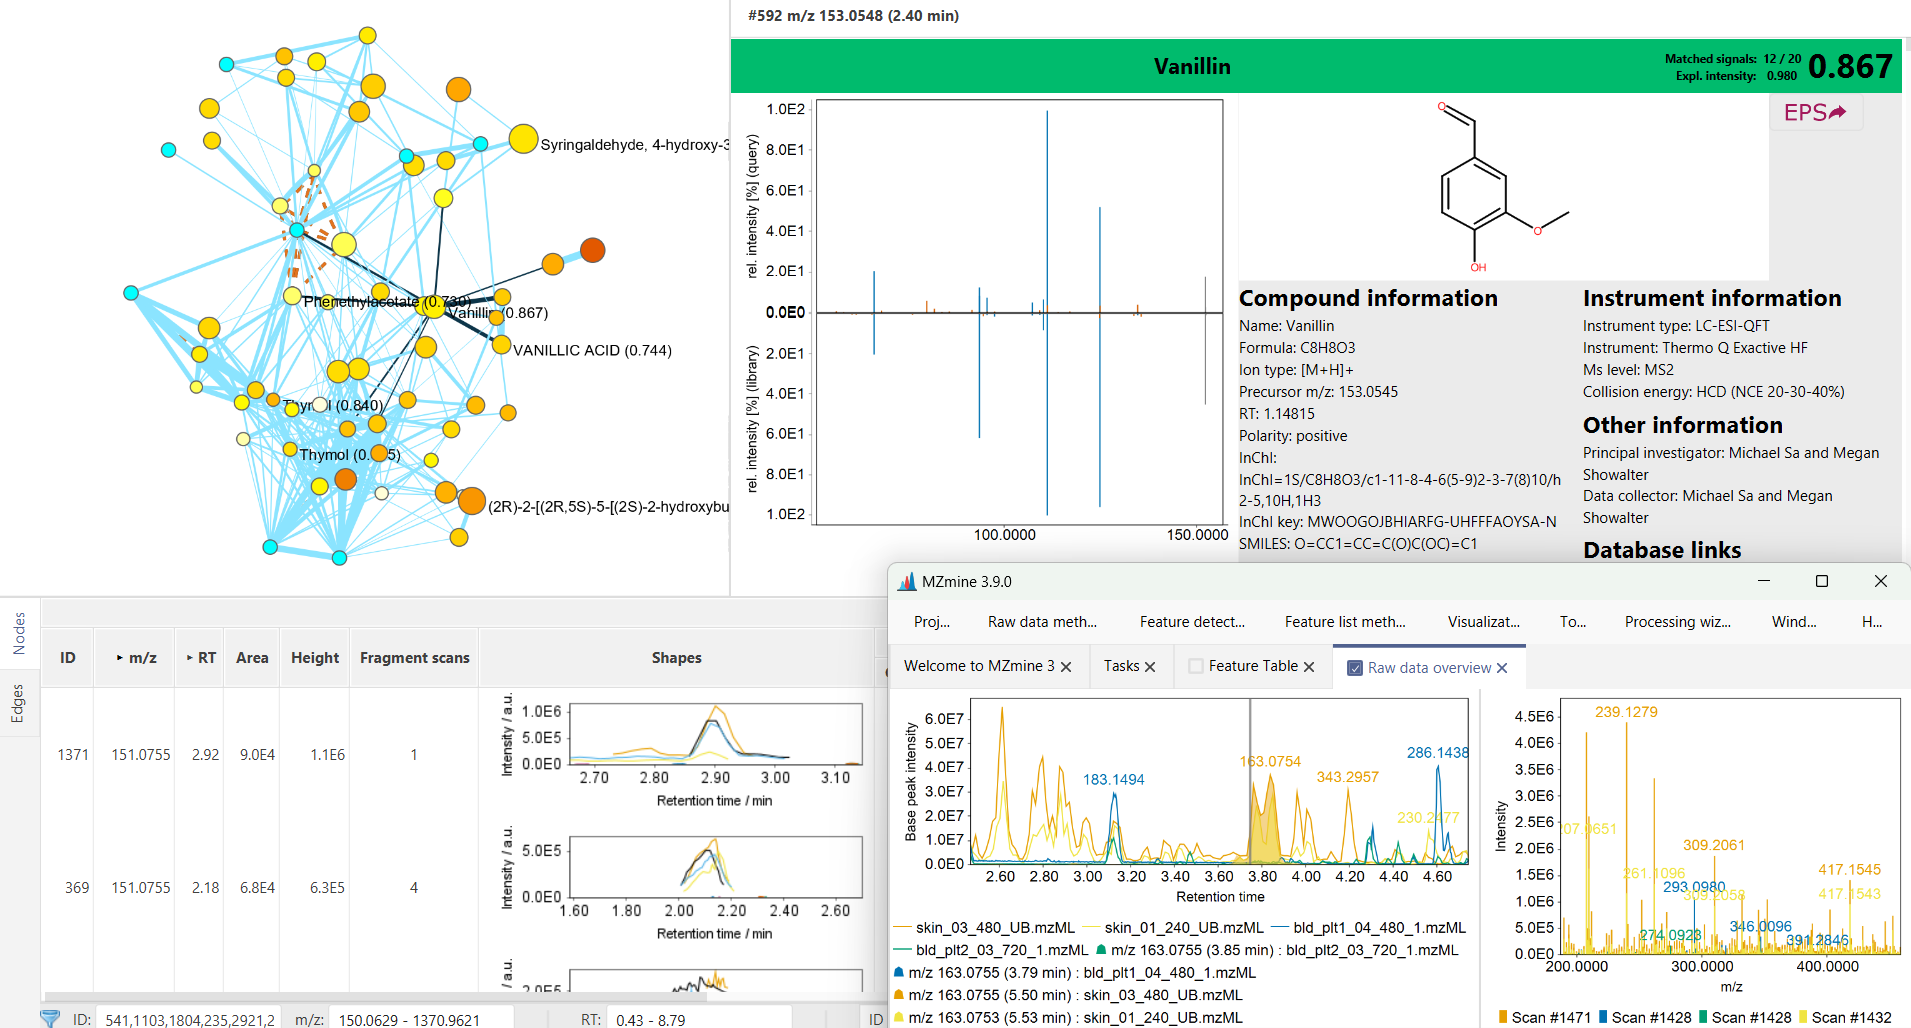 #592 m/z 153.0548 (2.40 min)
Vanillin
Matched signals: 12 / 20
Expl. intensity: 0.980
0.867
Syringaldehyde, 4-hydroxy-3
Phenethylacetate (0.730)
Vanillin (0.867)
VANILLIC ACID (0.744)
(0.840)
Thymol
(2R)-2-[(2R,5S)-5-[(2S)-2-hydroxybu
rel. intensity [%] (query)
rel. intensity [%] (library)
1.0E2
8.0E1
6.0E1
4.0E1
2.0E1
2.0E1
4.0E1
6.0E1
8.0E1
1.0E2
100.0000 150.0000
O
O
OH
EPS
Compound information
Name: Vanillin
Formula: C8H8O3
Ion type: [M+H]+
Precursor m/z: 153.0545
RT: 1.14815
Polarity: positive
InChI:
InChI=1S/C8H8O3/c1-11-8-4-6(5-9)2-3-7(8)10/h
2-5,10H,1H3
InChI key: MWOOGOJBHIARFG-UHFFFAOYSA-N
SMILES: O=CC1=CC=C(O)C(OC)=C1
Instrument information
Instrument type: LC-ESI-QFT
Instrument: Thermo Q Exactive HF
Ms level: MS2
Collision energy: HCD (NCE 20-30-40%)
Other information
Principal investigator: Michael Sa and Megan
Showalter
Data collector: Michael Sa and Megan
Showalter
Database links
Nodes
Edges
ID m/z RT Area Height Fragment scans Shapes
1371 151.0755 2.92 9.0E4 1.1E6 1
Intensity / a.u.
1.0E6
5.0E5
0.0E0
2.70 2.80 2.90 3.00 3.10
Retention time / min
369 151.0755 2.18 6.8E4 6.3E5 4
Intensity / a.u.
5.0E5
0.0E0
1.60 1.80 2.00 2.20 2.40 2.60
Retention time / min
/ a.u.
2.0E5
ID: 541,1103,1804,235,2921,2 m/z: 150.0629 - 1370.9621 RT: 0.43 - 8.79 ID
MZmine 3.9.0
Proj... Raw data meth... Feature detect... Feature list meth... Visualizat... To... Processing wiz... Wind... H...
Welcome to MZmine 3 Tasks Feature Table Raw data overview
Base peak intensity
6.0E7
5.0E7
4.0E7
3.0E7
2.0E7
1.0E7
0.0E0
183.1494
163.0754
343.2957
286.1438
2.60 2.80 3.00 3.20 3.40 3.60 3.80 4.00 4.20 4.40 4.60
Retention time
skin_03_480_UB.mzML skin_01_240_UB.mzML bld_plt1_04_480_1.mzML
bld_plt2_03_720_1.mzML m/z 163.0755 (3.85 min) : bld_plt2_03_720_1.mzML
m/z 163.0755 (3.79 min) : bld_plt1_04_480_1.mzML
m/z 163.0755 (5.50 min) : skin_03_480_UB.mzML
m/z 163.0753 (5.53 min) : skin_01_240_UB.mzML
Intensity
4.5E6
4.0E6
3.5E6
3.0E6
2.5E6
2.0E6
1.5E6
1.0E6
5.0E5
0.0E0
239.1279
309.2061
261.1096
293.0980
309.2058
417.1545
417.1543
346.0096
274.0923
391.2846
200.0000 300.0000 400.0000
m/z
Scan #1471 Scan #1428 Scan #1428 Scan #1432